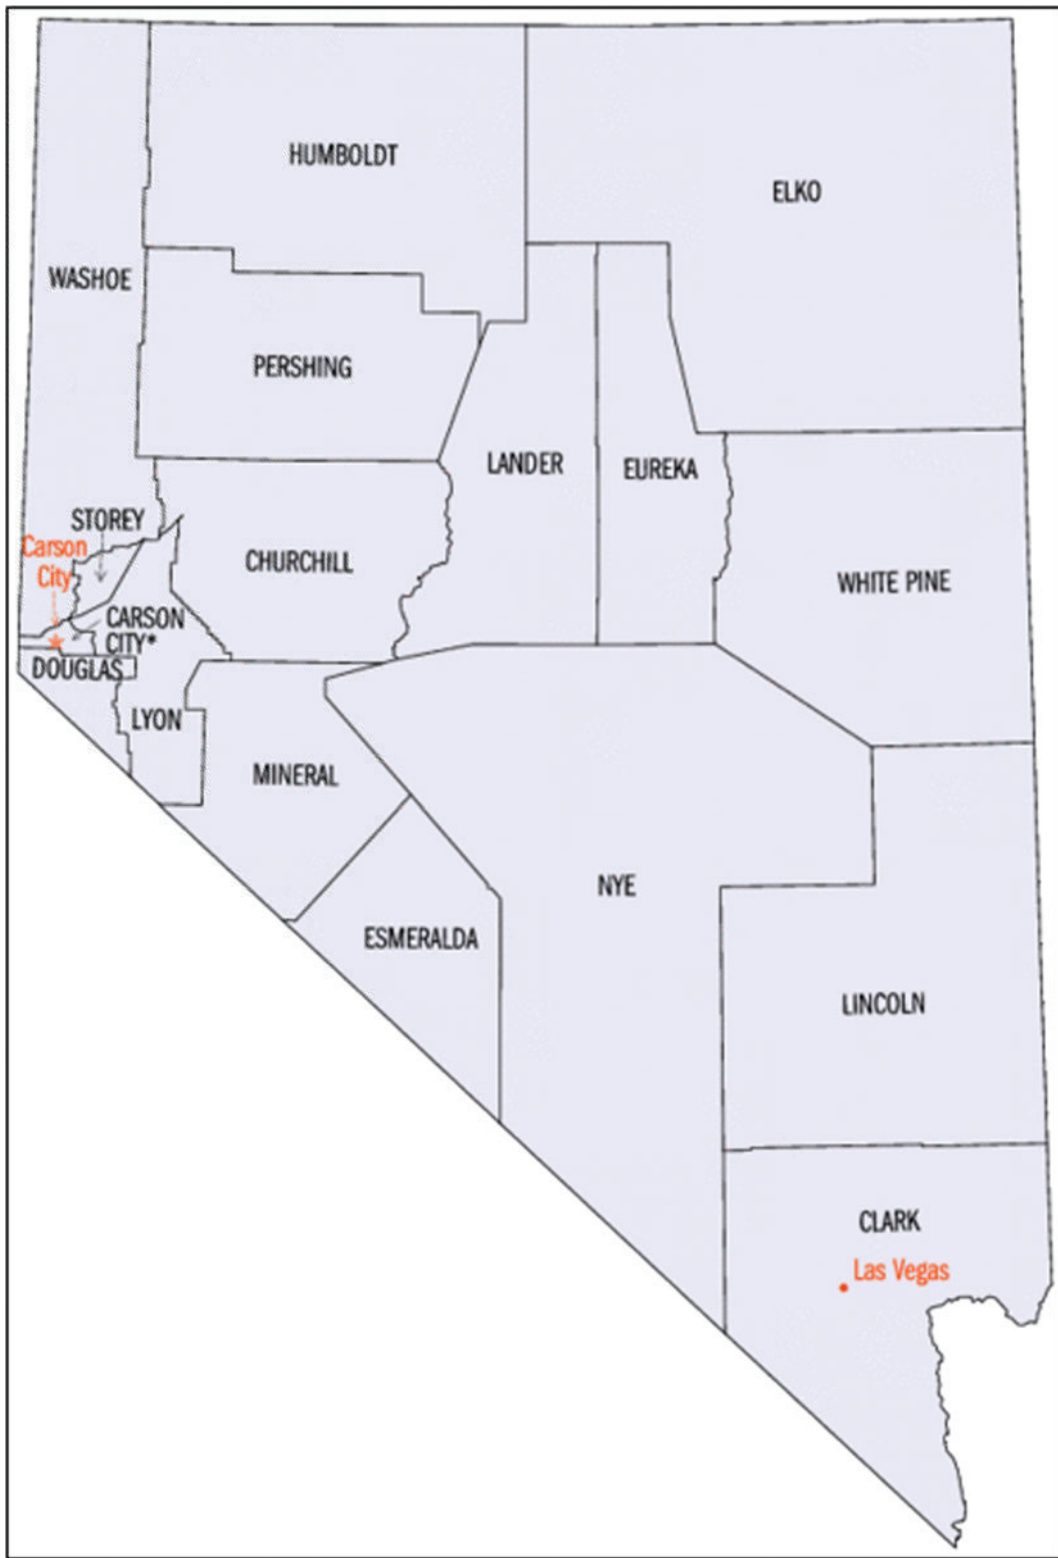 HUMBOLDT
ELKO
WASHOE
PERSHING
LANDER
EUREKA
STOREY
Carson
City
CHURCHILL
WHITE PINE
CARSON
CITY*
DOUGLAS
LYON
MINERAL
NYE
ESMERALDA
LINCOLN
CLARK
Las Vegas